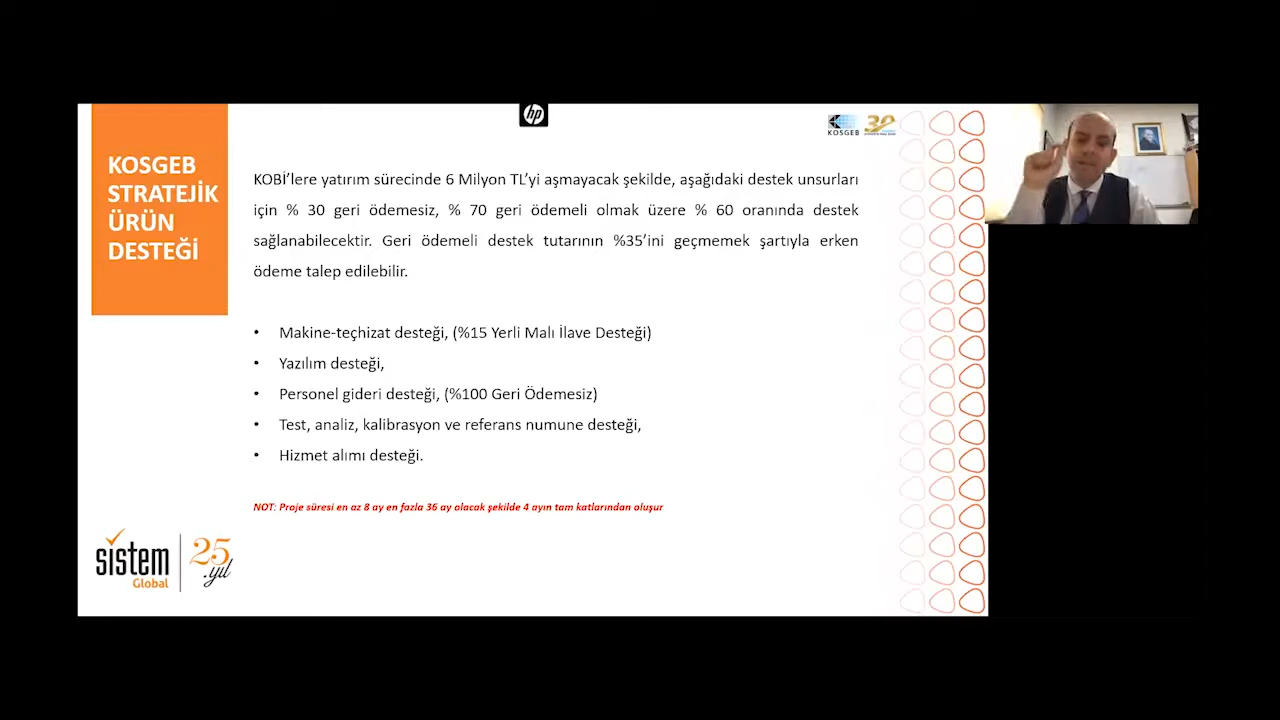 hp
KOSGEB
30
KOSGEB
STRATEJİK
ÜRÜN
DESTEĞİ
KOBİ’lere yatırım sürecinde 6 Milyon TL’yi aşmayacak şekilde, aşağıdaki destek unsurları
için % 30 geri ödemesiz, % 70 geri ödemeli olmak üzere % 60 oranında destek
sağlanabilecektir. Geri ödemeli destek tutarının %35’ini geçmemek şartıyla erken
ödeme talep edilebilir.
• Makine-teçhizat desteği, (%15 Yerli Malı İlave Desteği)
• Yazılım desteği,
• Personel gideri desteği, (%100 Geri Ödemesiz)
• Test, analiz, kalibrasyon ve referans numune desteği,
• Hizmet alımı desteği.
NOT: Proje süresi en az 8 ay en fazla 36 ay olacak şekilde 4 ayın tam katlarından oluşur
sistem
Global
25
.yıl